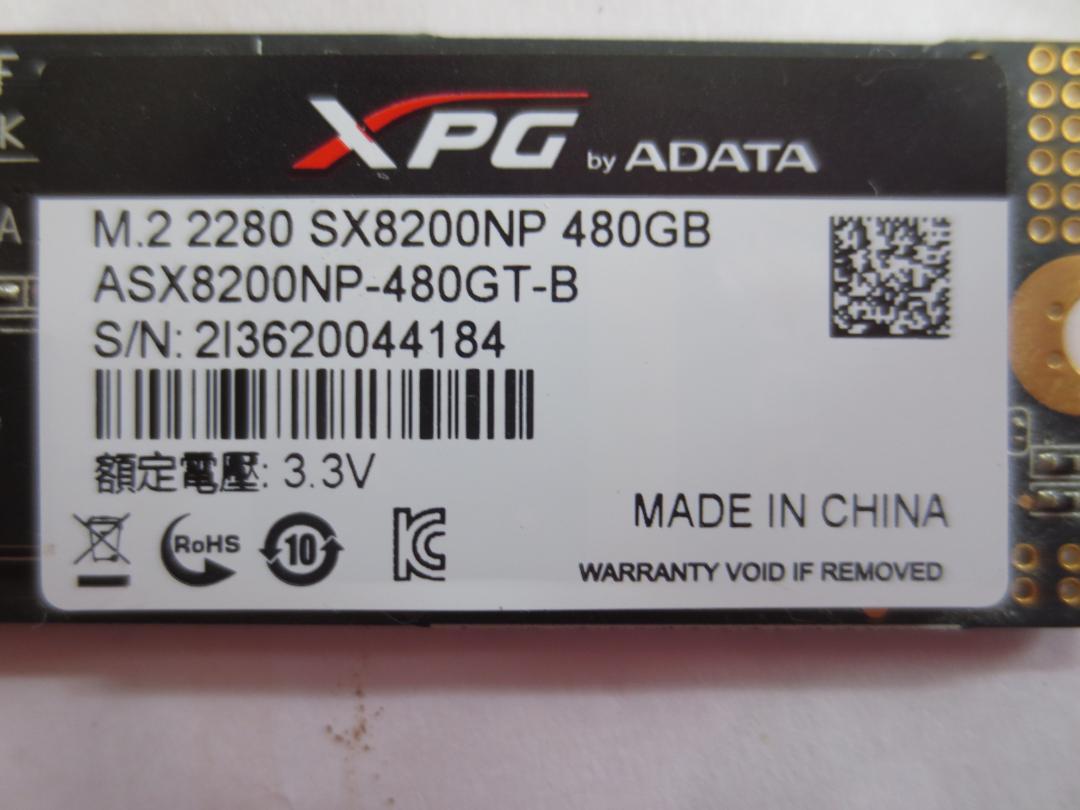 XPG by ADATA
M.2 2280 SX8200NP 480GB
ASX8200NP-480GT-B
S/N: 2I3620044184
額定電壓: 3.3V
RoHS
10
MADE IN CHINA
WARRANTY VOID IF REMOVED
K
A